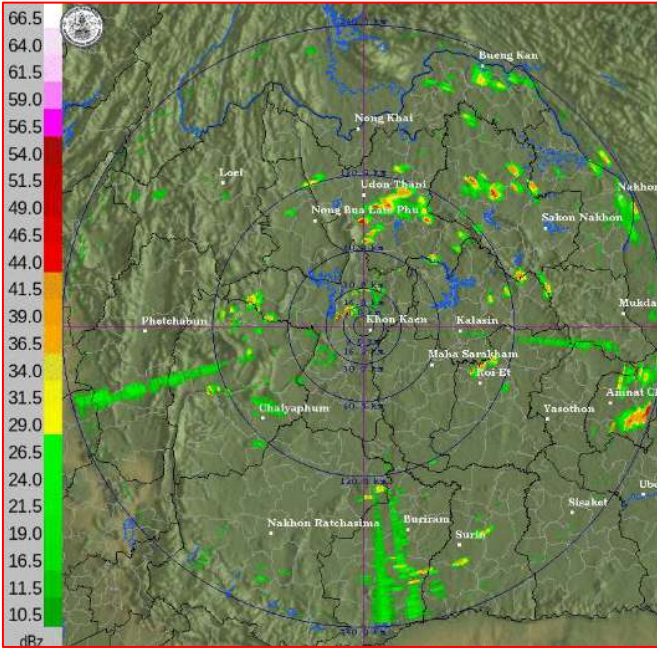 66.5
64.0
61.5
59.0
56.5
54.0
51.5
49.0
46.5
44.0
41.5
39.0
36.5
34.0
31.5
29.0
26.5
24.0
21.5
19.0
16.5
14.0
11.5
10.5
dBz
Bueng Kan
Nong Khai
Loei
Udon Thani
Nakhon
Nong Bua Lam Phu
Sakon Nakhon
Mukda
Phetchabun
Khon Kaen
Kalasin
Maha Sarakham
Roi-Et
Amnat Ch
Chaiyaphum
Yasothon
Ubo
Sisaket
Nakhon Ratchasima
Buriram
Surin